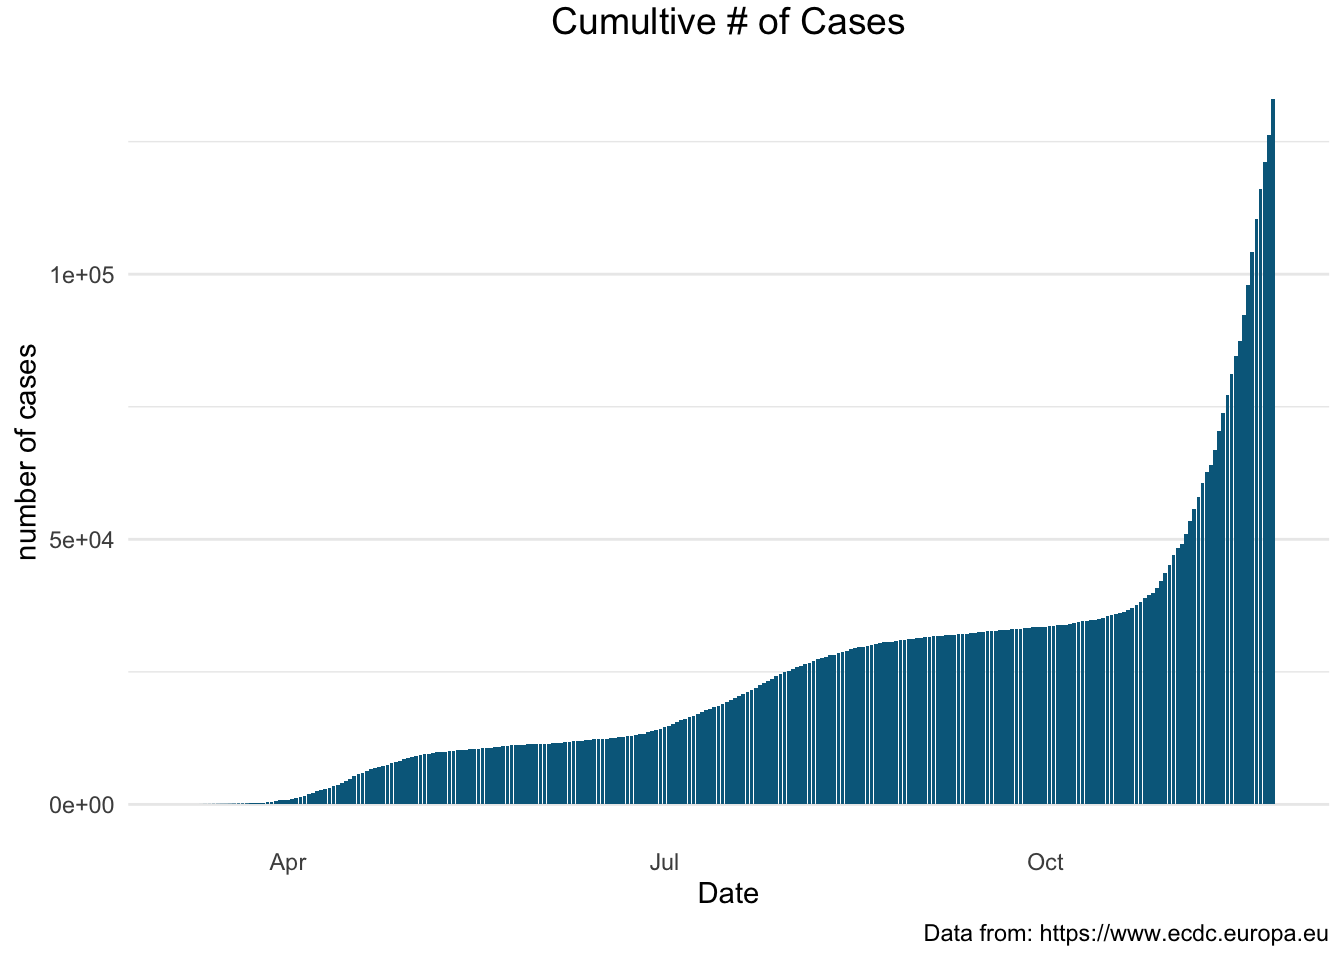 Cumultive # of Cases
1e+05
5e+04
0e+00
number of cases
Apr Jul Oct
Date
Data from: https://www.ecdc.europa.eu